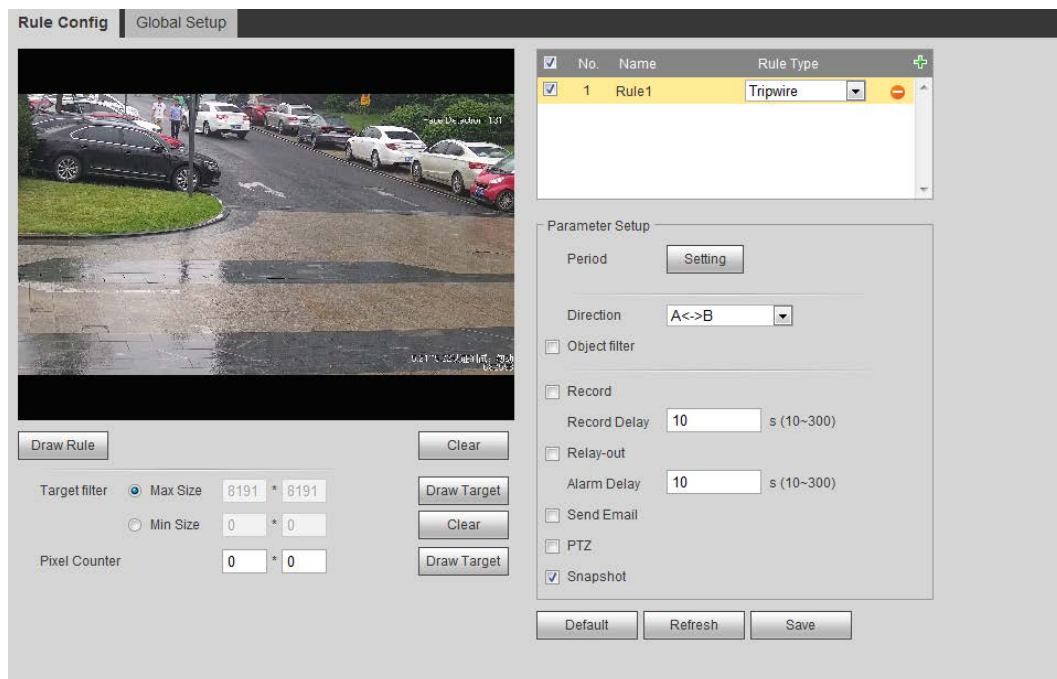 Rule Config
Global Setup
No. Name Rule Type
1 Rule1 Tripwire
Parameter Setup
Period Setting
Direction A<->B
Object filter
Record
Record Delay 10 s (10~300)
Relay-out
Alarm Delay 10 s (10~300)
Send Email
PTZ
Snapshot
Default Refresh Save
Draw Rule Clear
Target filter Max Size 8191 * 8191 Draw Target
Min Size 0 * 0 Clear
Pixel Counter 0 * 0 Draw Target